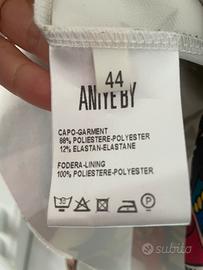 44
ANIYE BY
CAPO-GARMENT
88% POLIESTERE-POLYESTER
12% ELASTAN-ELASTANE
FODERA-LINING
100% POLIESTERE-POLYESTER
P
subito